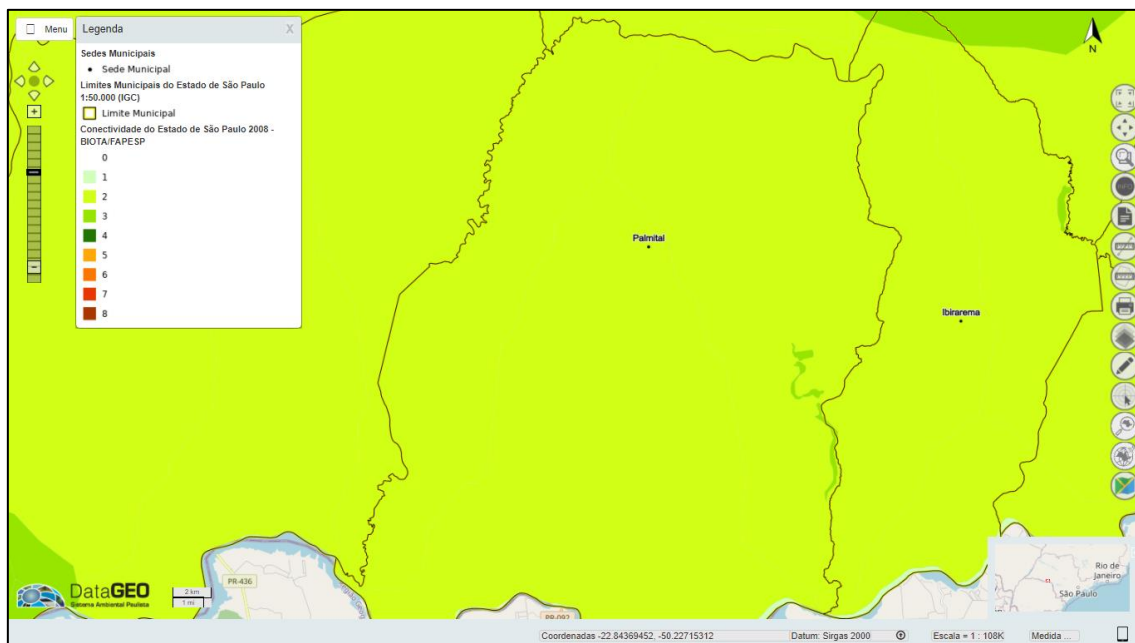 Menu
Legenda
X
Sedes Municipais
Sede Municipal
Limites Municipais do Estado de São Paulo
1:50.000 (IGC)
Limite Municipal
Conectividade do Estado de São Paulo 2008 -
BIOTA/FAPESP
0
1
2
3
4
5
6
7
8
N
INFO
Palmital
Ibirarema
PR-436
PR-092
DataGEO
Sistema Ambiental Paulista
2 km
1 mi
Rio de
Janeiro
São Paulo
Coordenadas -22.84369452, -50.22715312
Datum: Sirgas 2000
Escala = 1 : 108K
Medida ...